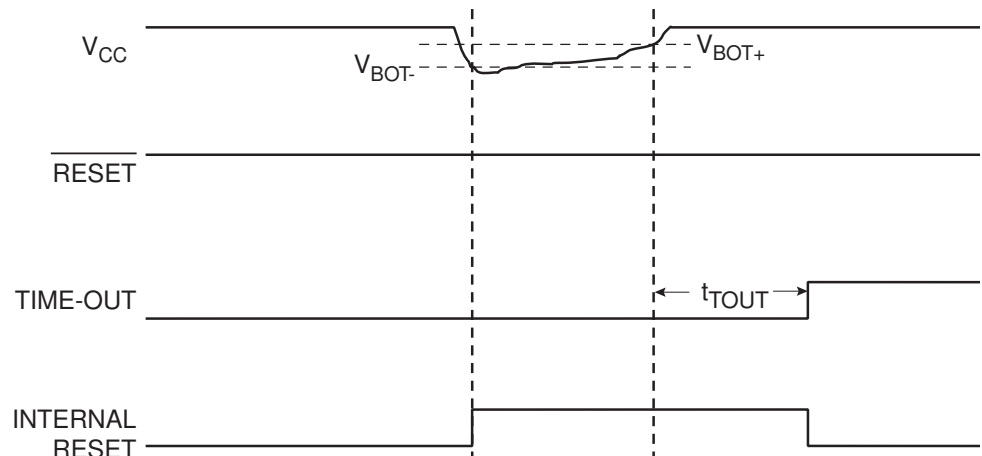 VCC
VBOT-
VBOT+
RESET
TIME-OUT
tTOUT
INTERNAL
RESET